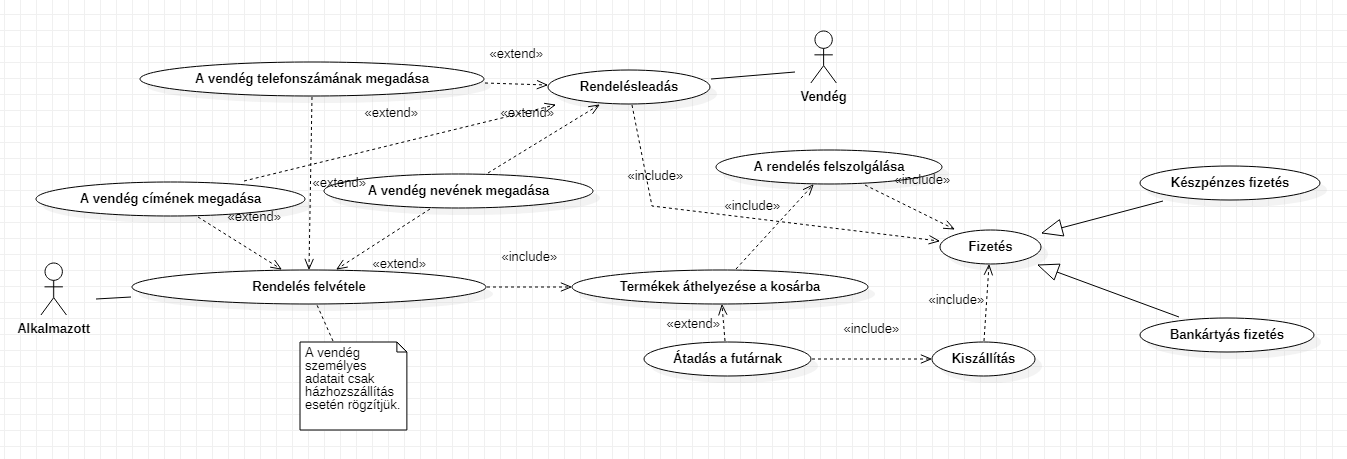 «extend»
A vendég telefonszámának megadása
Rendelésleadás
Vendég
«extend»
«extend»
A rendelés felszolgálása
«include»
«include»
«extend»
A vendég nevének megadása
Készpénzes fizetés
A vendég címének megadása
«include»
«extend»
Fizetés
«include»
«extend»
Rendelés felvétele
Termékek áthelyezése a kosárba
«include»
Alkalmazott
«extend»
«include»
Bankártyás fizetés
A vendég
személyes
adatait csak
házhozszállítás
esetén rögzítjük.
Átadás a futárnak
Kiszállítás